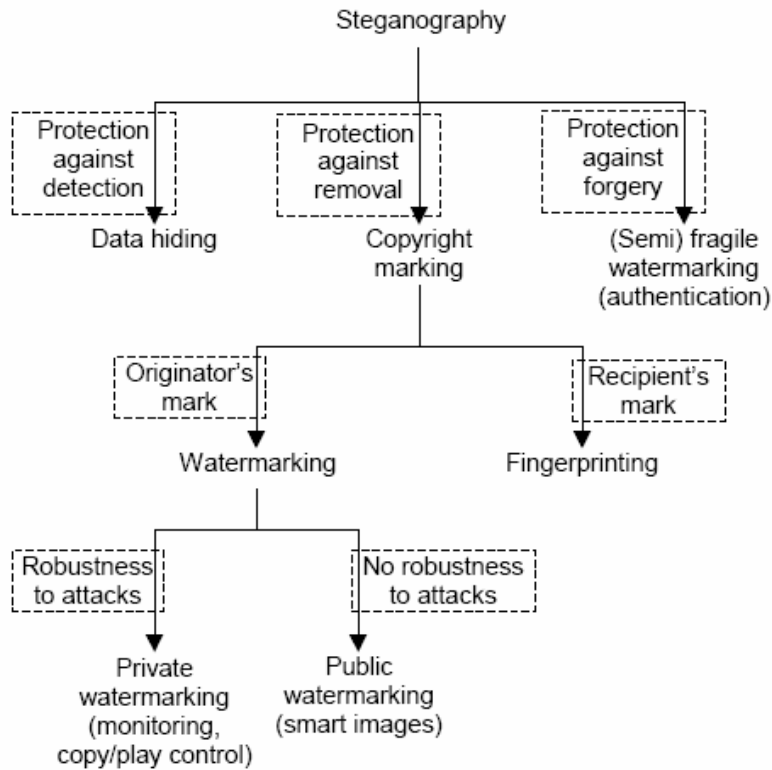 Steganography
Protection
against
detection
Protection
against
removal
Protection
against
forgery
Data hiding
Copyright
marking
(Semi) fragile
watermarking
(authentication)
Originator's
mark
Recipient's
mark
Watermarking
Fingerprinting
Robustness
to attacks
No robustness
to attacks
Private
watermarking
(monitoring,
copy/play control)
Public
watermarking
(smart images)